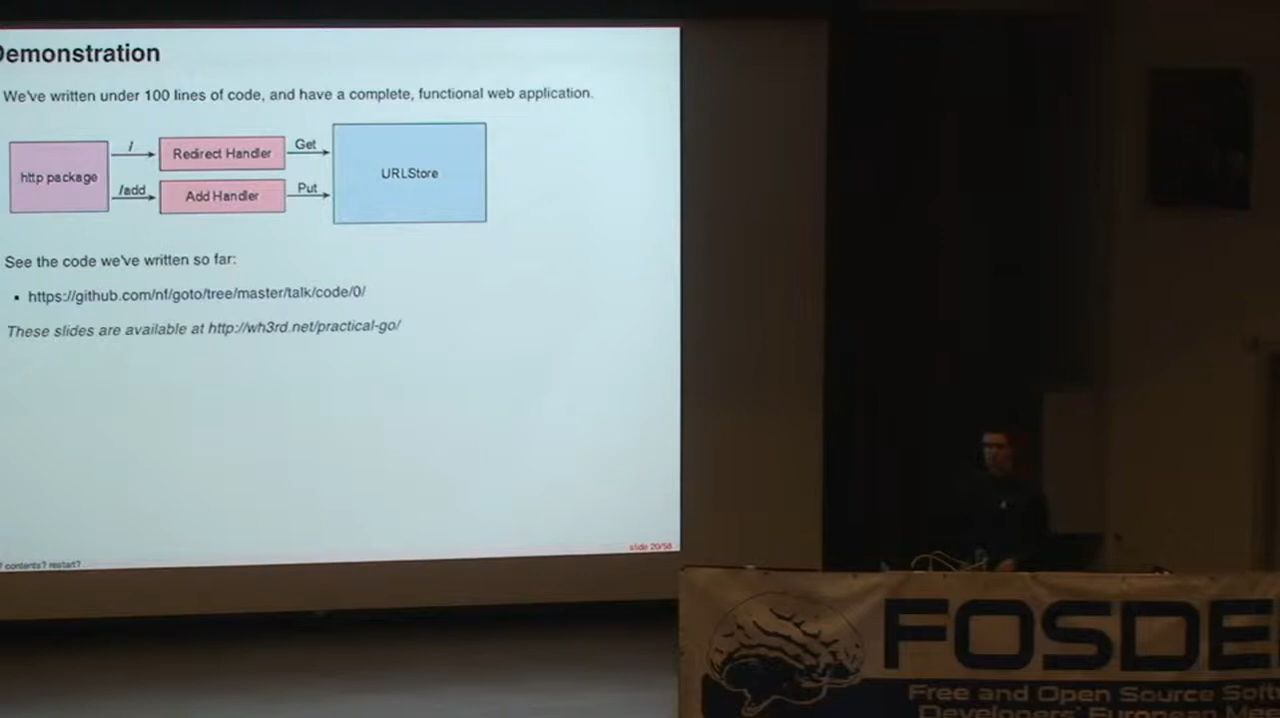 Demonstration
We've written under 100 lines of code, and have a complete, functional web application.
http package
/
/add
Redirect Handler
Add Handler
Get
Put
URLStore
See the code we've written so far:
▪ https://github.com/nf/goto/tree/master/talk/code/0/
These slides are available at http://wh3rd.net/practical-go/
slide 20/58
? contents? restart?
FOSDE
Free and Open Source Soft
Developers' European Mee